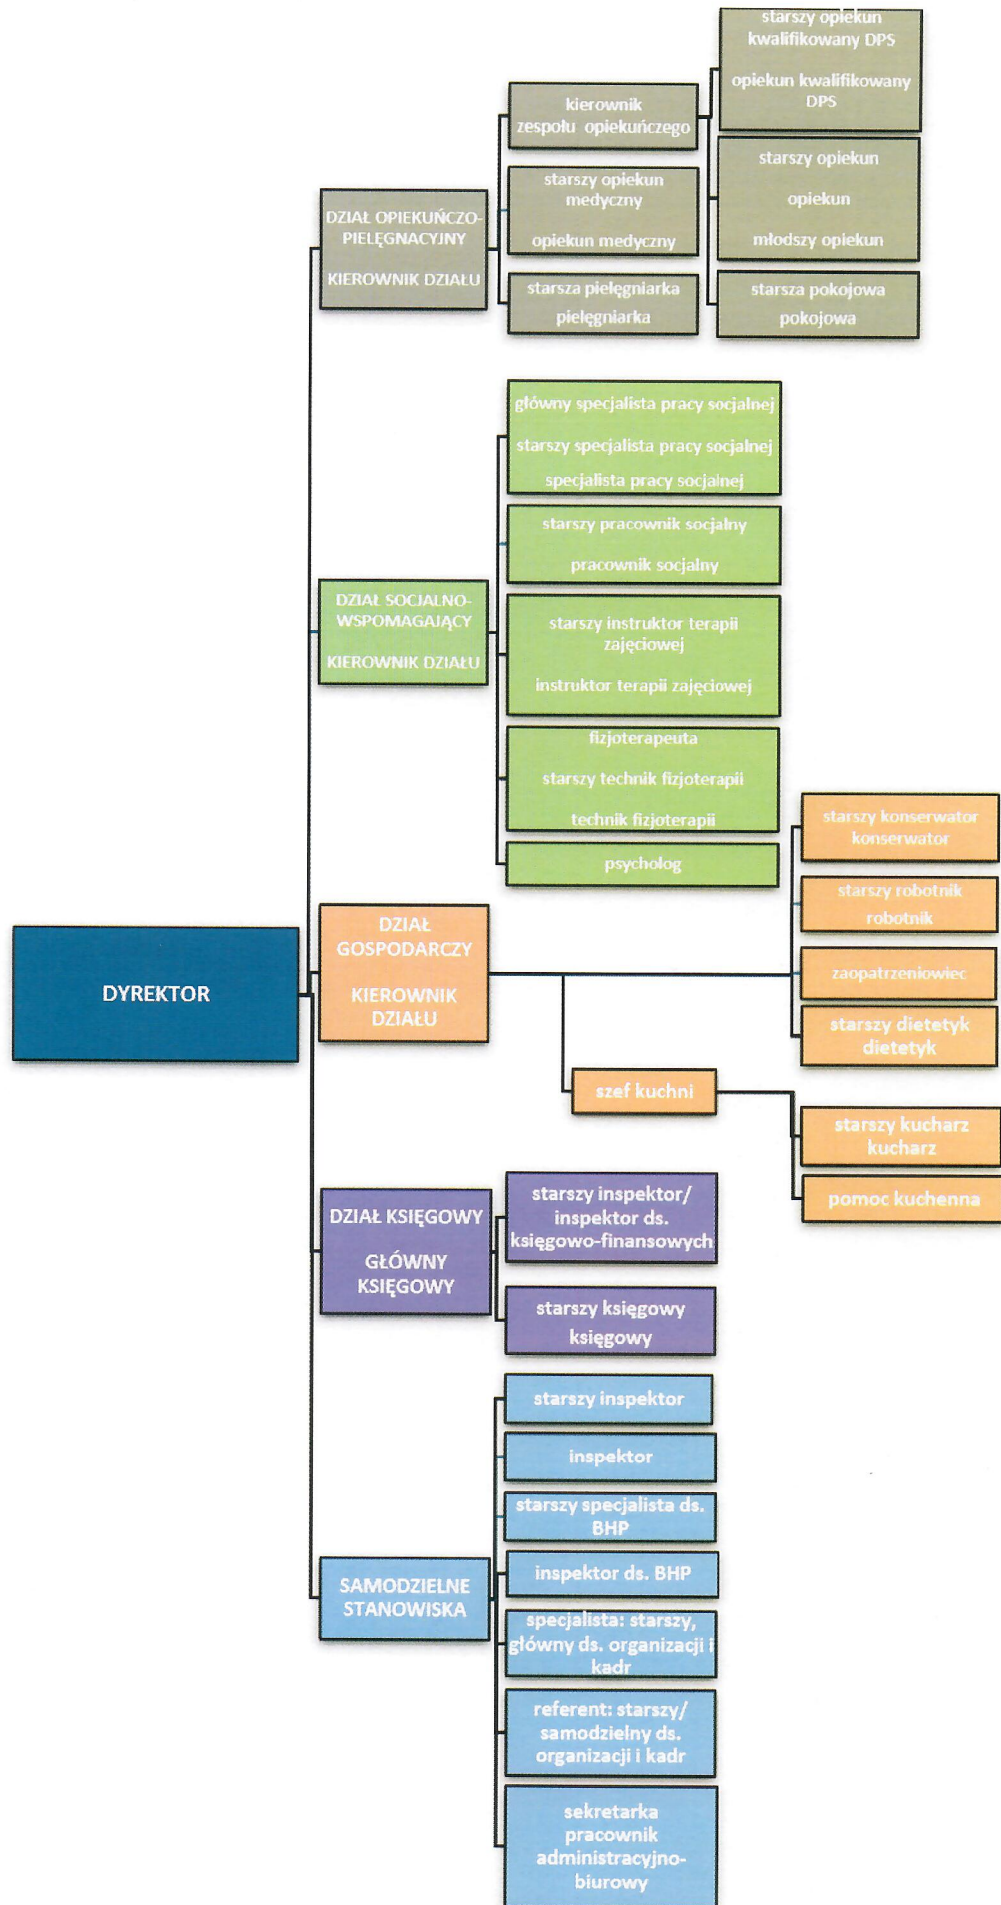 DYREKTOR
DZIAŁ OPIEKUŃCZO-
PIELĘGNACYJNY
KIEROWNIK DZIAŁU
kierownik
zespołu opiekuńczego
starszy opiekun
kwalifikowany DPS
opiekun kwalifikowany
DPS
starszy opiekun
opiekun
młodszy opiekun
starsza pokojowa
pokojowa
starszy opiekun
medyczny
opiekun medyczny
starsza pielęgniarka
pielęgniarka
DZIAŁ SOCJALNO-
WSPOMAGAJĄCY
KIEROWNIK DZIAŁU
główny specjalista pracy socjalnej
starszy specjalista pracy socjalnej
specjalista pracy socjalnej
starszy pracownik socjalny
pracownik socjalny
starszy instruktor terapii
zajęciowej
instruktor terapii zajęciowej
fizjoterapeuta
starszy technik fizjoterapii
technik fizjoterapii
psycholog
DZIAŁ
GOSPODARCZY
KIEROWNIK
DZIAŁU
starszy konserwator
konserwator
starszy robotnik
robotnik
zaopatrzeniowiec
starszy dietetyk
dietetyk
szef kuchni
starszy kucharz
kucharz
pomoc kuchenna
DZIAŁ KSIĘGOWY
GŁÓWNY
KSIĘGOWY
starszy inspektor/
inspektor ds.
księgowo-finansowych
starszy księgowy
księgowy
SAMODZIELNE
STANOWISKA
starszy inspektor
inspektor
starszy specjalista ds.
BHP
inspektor ds. BHP
specjalista: starszy,
główny ds. organizacji i
kadr
referent: starszy/
samodzielny ds.
organizacji i kadr
sekretarka
pracownik
administracyjno-
biurowy